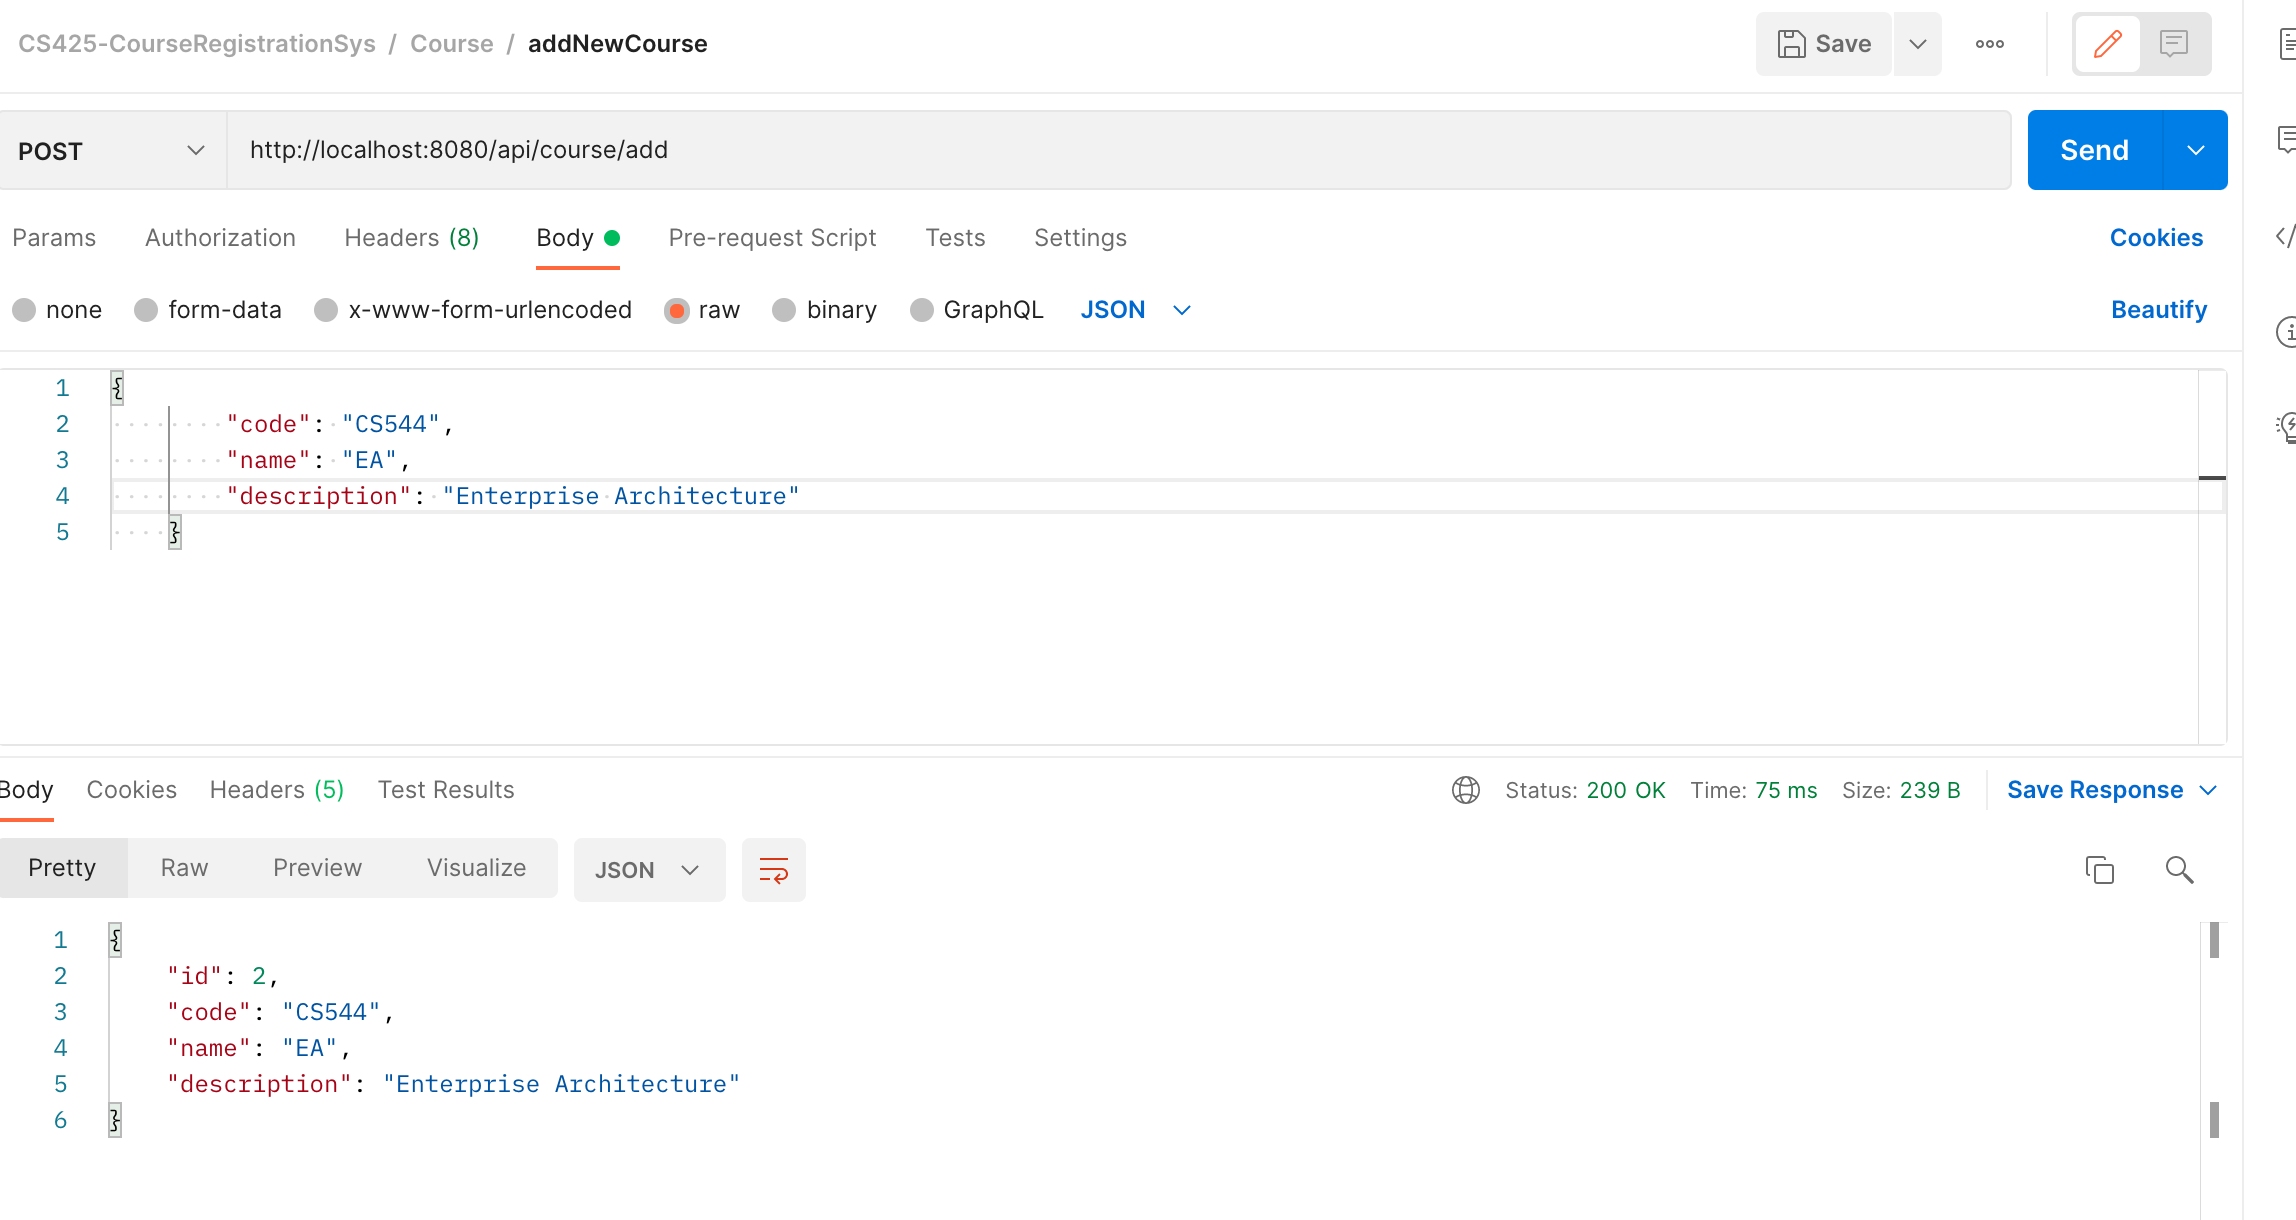 CS425-CourseRegistrationSys / Course / addNewCourse
Save
POST
http://localhost:8080/api/course/add
Send
Params Authorization Headers (8) Body Pre-request Script Tests Settings Cookies
none form-data x-www-form-urlencoded raw binary GraphQL JSON Beautify
1 {
2 "code": "CS544",
3 "name": "EA",
4 "description": "Enterprise Architecture"
5 }
Body Cookies Headers (5) Test Results Status: 200 OK Time: 75 ms Size: 239 B Save Response
Pretty Raw Preview Visualize JSON
1 {
2 "id": 2,
3 "code": "CS544",
4 "name": "EA",
5 "description": "Enterprise Architecture"
6 }